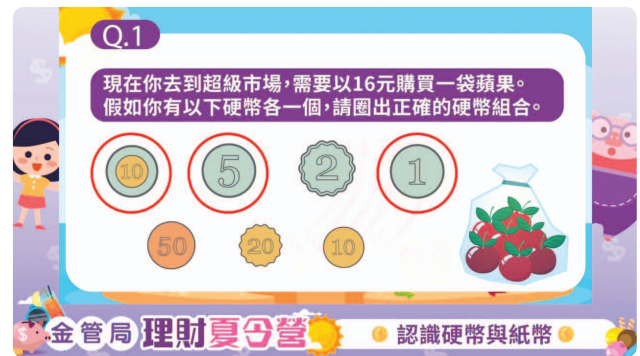 Q.1
現在你去到超級市場,需要以16元購買一袋蘋果。
假如你有以下硬幣各一個,請圈出正確的硬幣組合。
10 5 2 1
50 20 10
金管局 理財夏令營 認識硬幣與紙幣